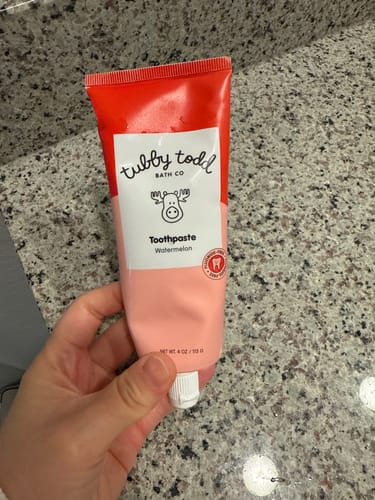 tubby todd
BATH CO
Toothpaste
Watermelon
NET WT. 4 OZ / 113 G